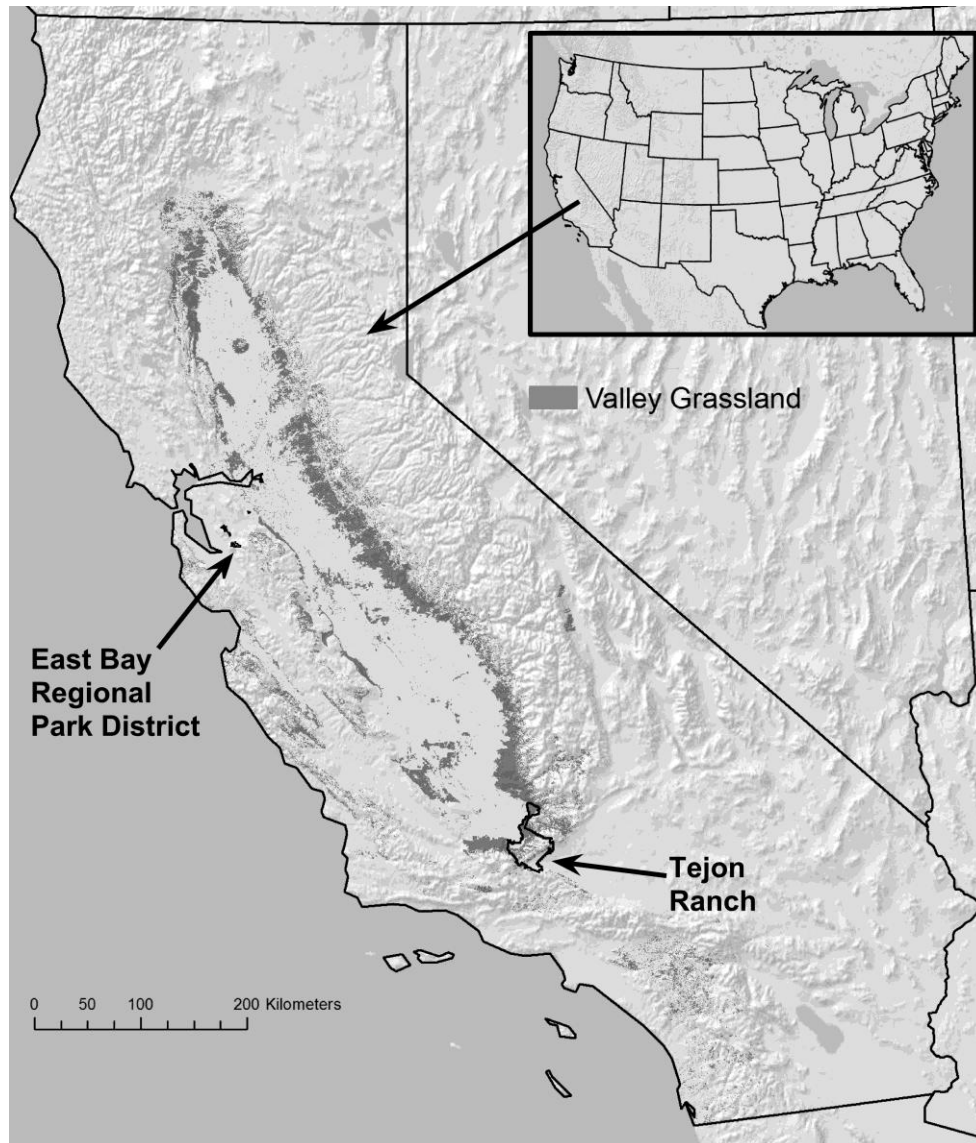 Valley Grassland
East Bay
Regional
Park District
Tejon
Ranch
0 50 100 200 Kilometers